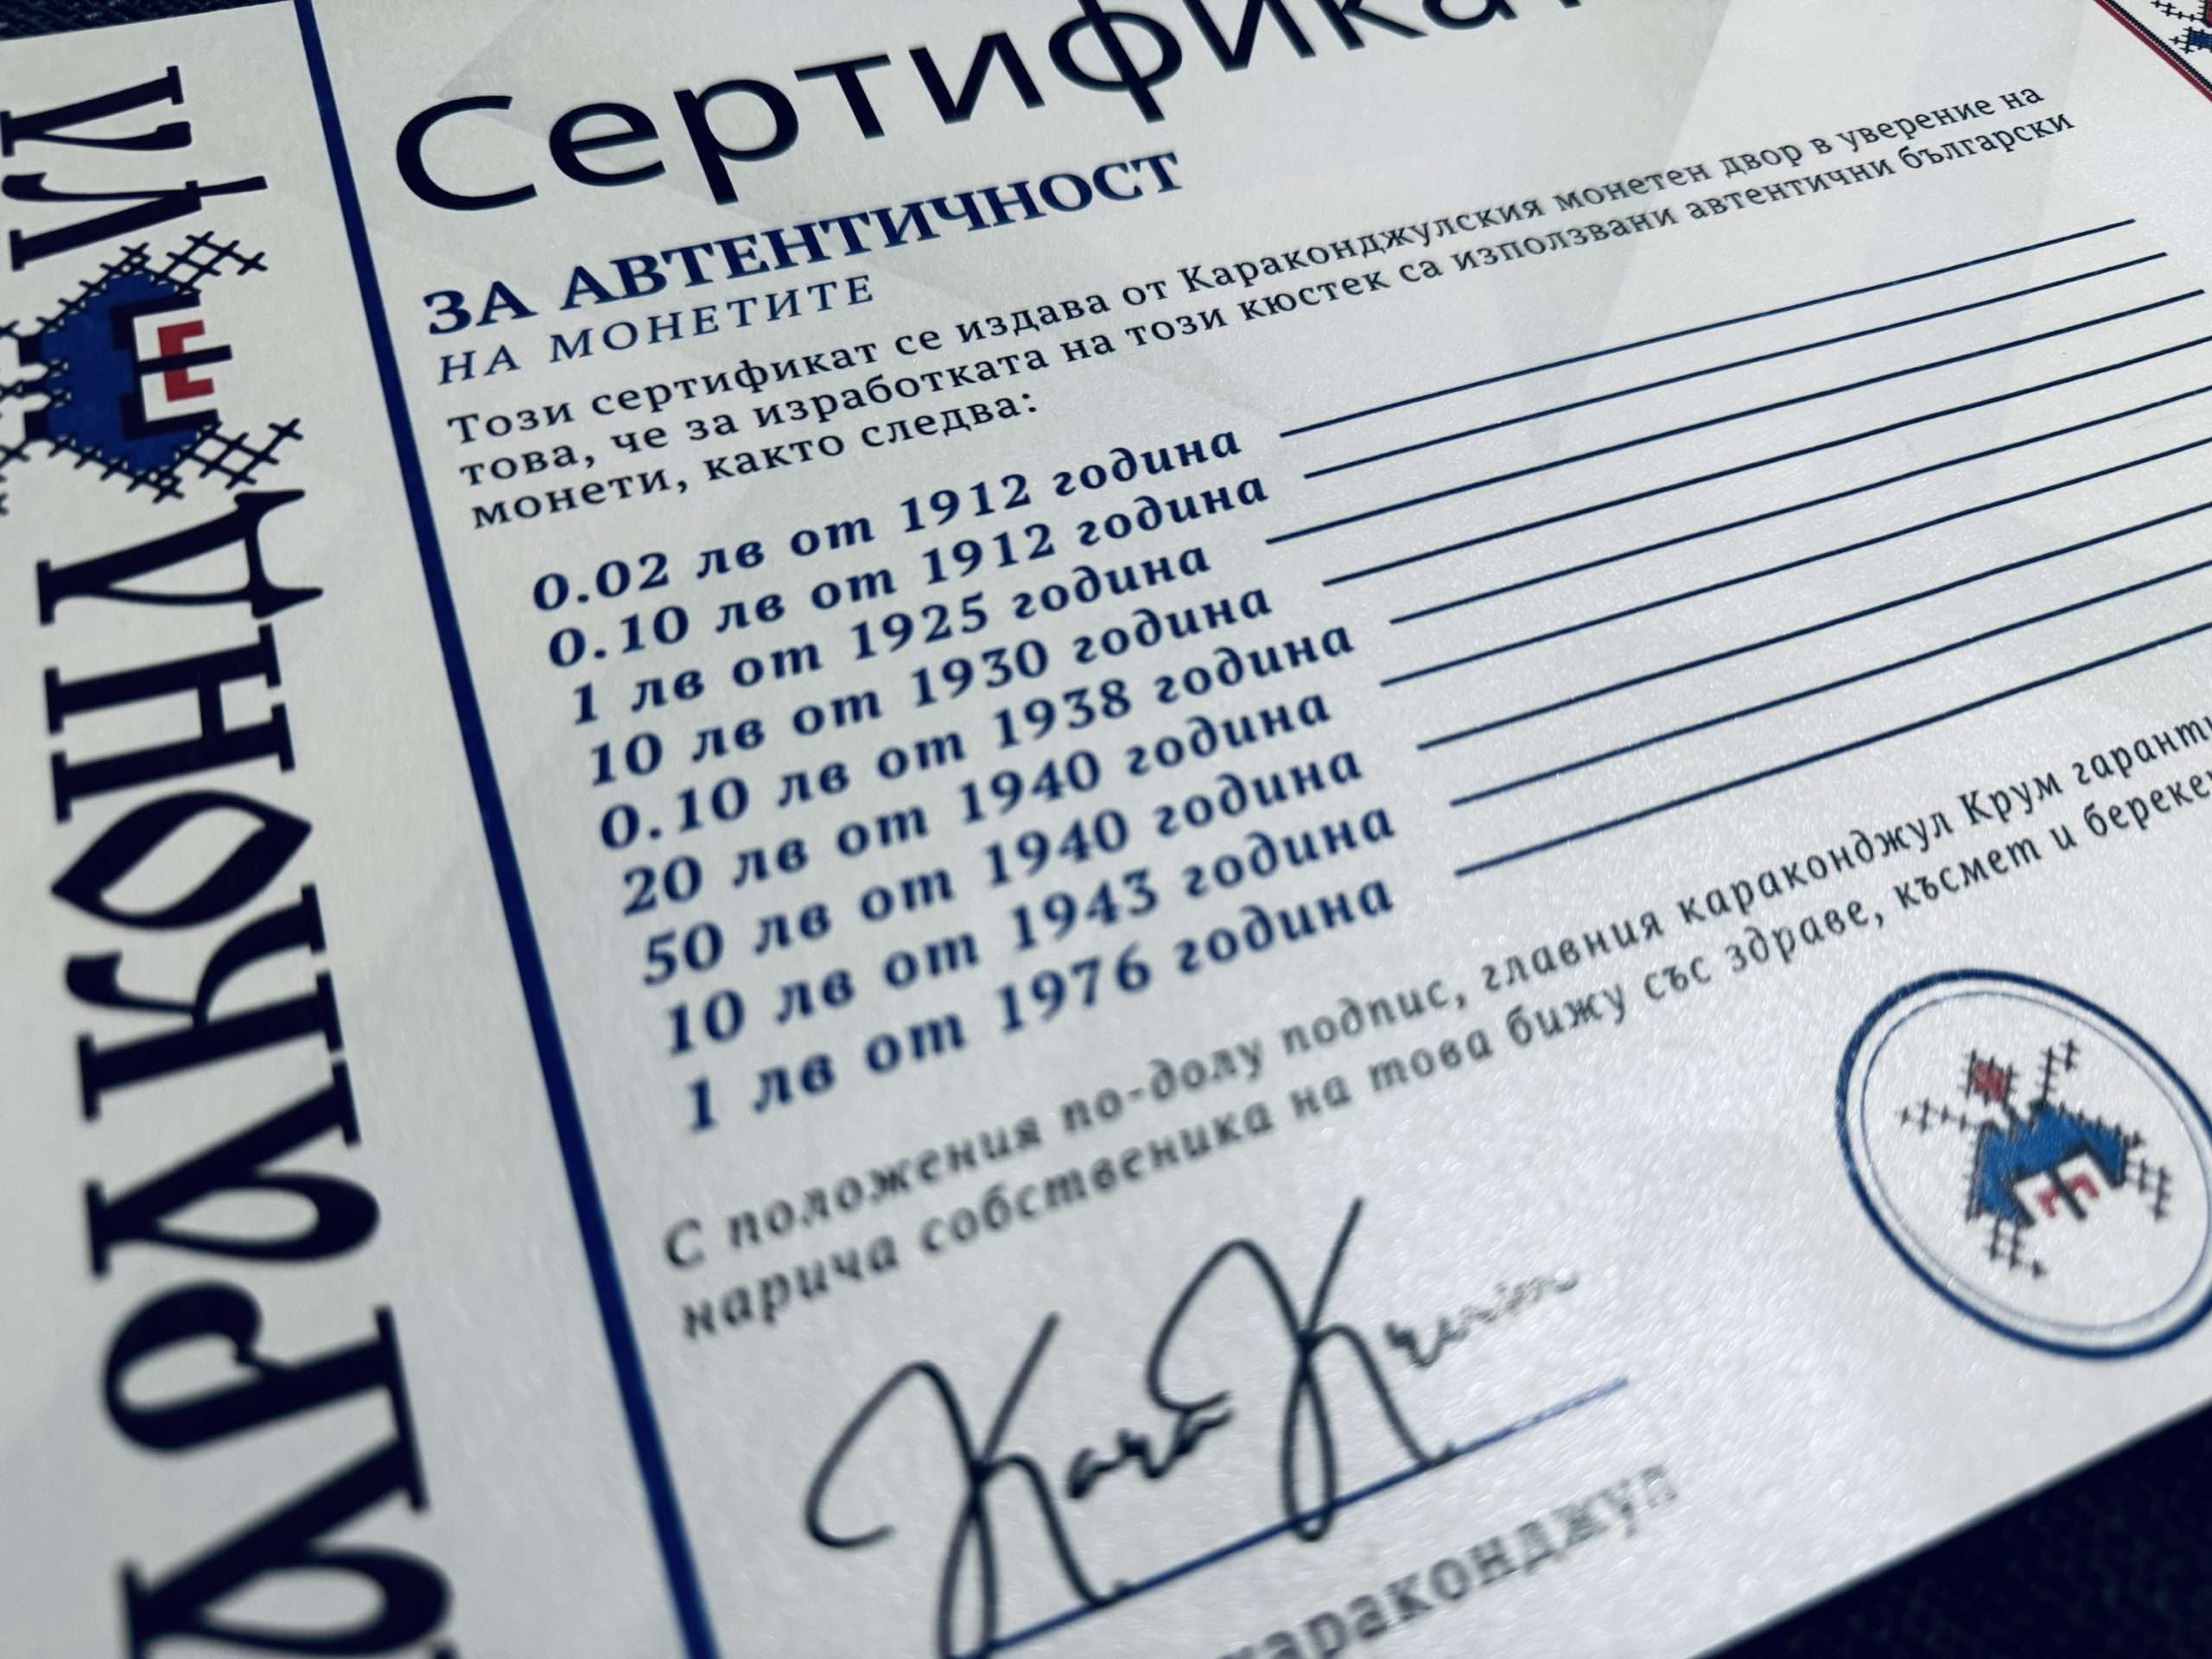 Сертифика
ЗА АВТЕНТИЧНОСТ
НА МОНЕТИТЕ
Този сертификат се издава от Караконджулския монетен двор в уверение на
това, че за изработката на този кюстек са използвани автентични български
монети, както следва:
0.02 лв от 1912 година
0.10 лв от 1912 година
1 лв от 1925 година
10 лв от 1930 година
0.10 лв от 1938 година
20 лв от 1940 година
50 лв от 1940 година
10 лв от 1943 година
1 лв от 1976 година
С положения по-долу подпис, главния караконджул Крум
нарича собственика на това бижу със здраве, късмет и
КараКрум
караконджул